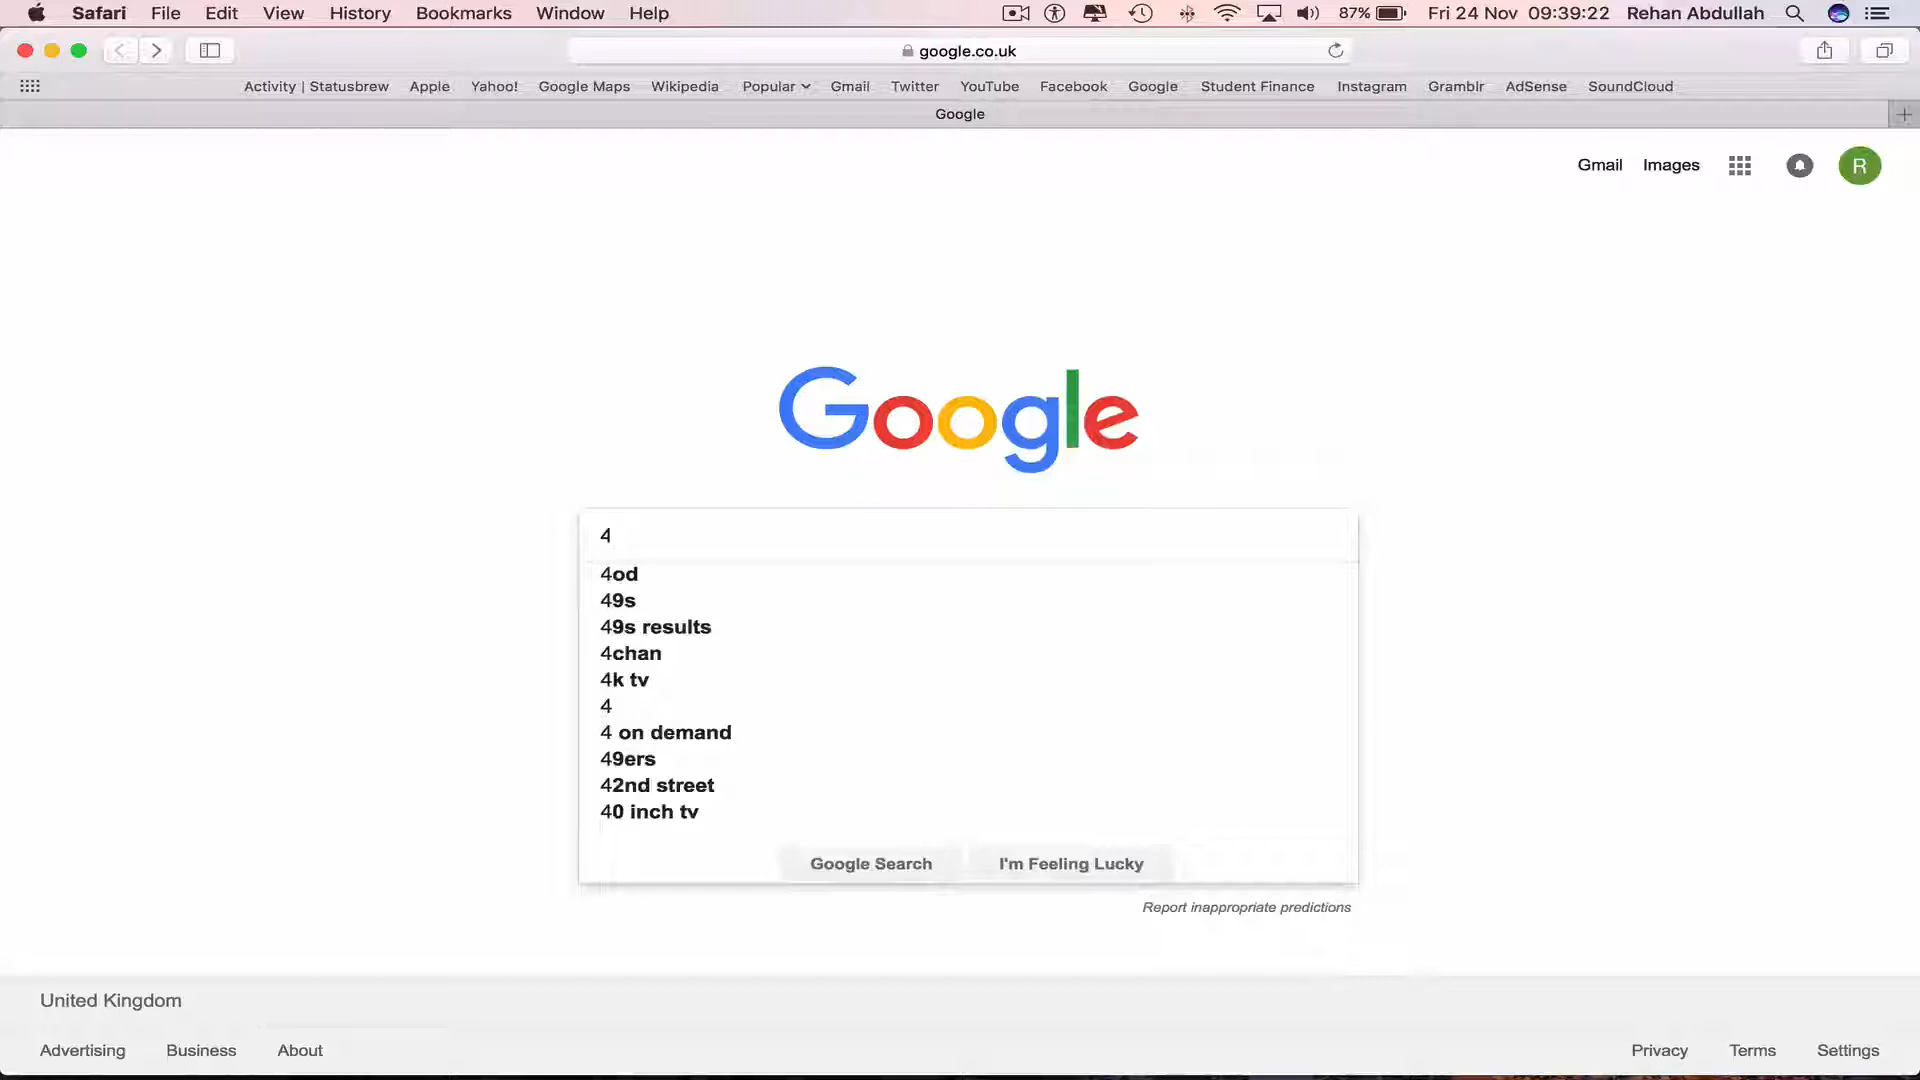 Safari File Edit View History Bookmarks Window Help 87% Fri 24 Nov 09:39:22 Rehan Abdullah
google.co.uk
Activity | Statusbrew Apple Yahoo! Google Maps Wikipedia Popular Gmail Twitter YouTube Facebook Google Student Finance Instagram Gramblr AdSense SoundCloud
Google
Gmail Images R
Google
4
4od
49s
49s results
4chan
4k tv
4
4 on demand
49ers
42nd street
40 inch tv
Google Search I'm Feeling Lucky
Report inappropriate predictions
United Kingdom
Advertising Business About Privacy Terms Settings